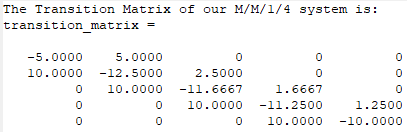 The Transition Matrix of our M/M/1/4 system is:
transition_matrix =
-5.0000 5.0000 0 0 0
10.0000 -12.5000 2.5000 0 0
0 10.0000 -11.6667 1.6667 0
0 0 10.0000 -11.2500 1.2500
0 0 0 10.0000 -10.0000